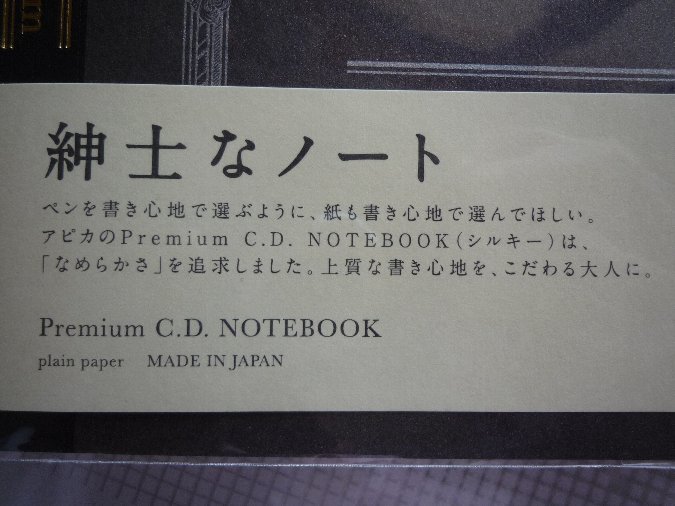 紳士なノート
ペンを書き心地で選ぶように、紙も書き心地で選んでほしい。
アピカのPremium C.D. NOTEBOOK(シルキー)は、
「なめらかさ」を追求しました。上質な書き心地を、こだわる大人に。
Premium C.D. NOTEBOOK
plain paper MADE IN JAPAN